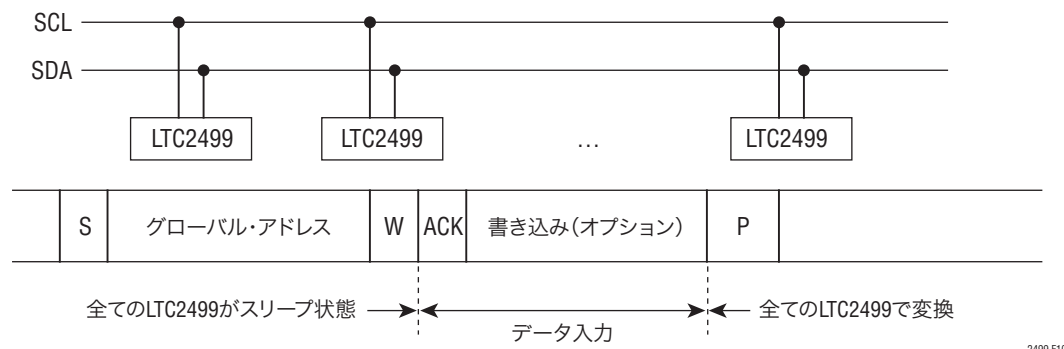 SCL
SDA
LTC2499 LTC2499 … LTC2499
S グローバル・アドレス W ACK 書き込み（オプション） P
全てのLTC2499がスリープ状態 データ入力 全てのLTC2499で変換